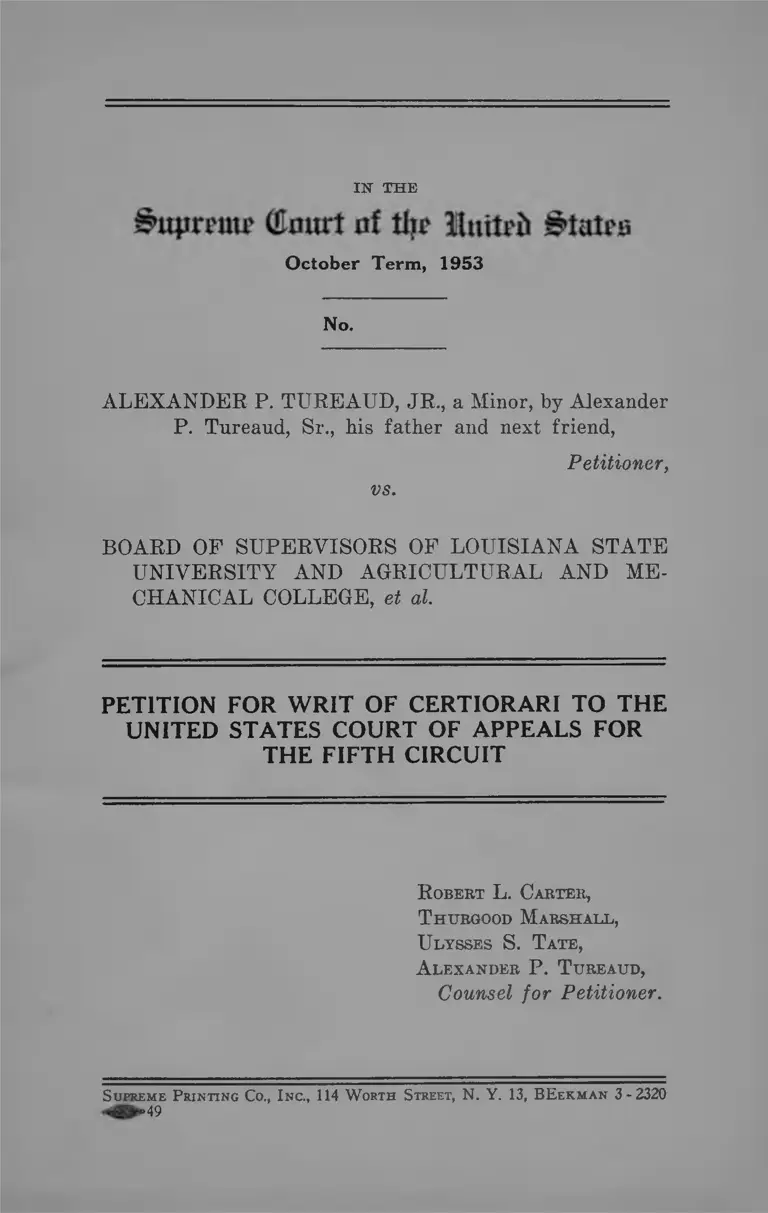 IN THE
Supreme Court of the United States
October Term, 1953
No.
ALEXANDER P. TUREAUD, JR., a Minor, by Alexander
P. Tureaud, Sr., his father and next friend,
Petitioner,
vs.
BOARD OF SUPERVISORS OF LOUISIANA STATE
UNIVERSITY AND AGRICULTURAL AND ME-
CHANICAL COLLEGE, et al.
PETITION FOR WRIT OF CERTIORARI TO THE
UNITED STATES COURT OF APPEALS FOR
THE FIFTH CIRCUIT
ROBERT L. CARTER,
THURGOOD MARSHALL,
ULYSSES S. TATE,
ALEXANDER P. TUREAUD,
Counsel for Petitioner.
SUPREME PRINTING CO., INC., 114 WORTH STREET, N. Y. 13, BEEKMAN 3-2320
49